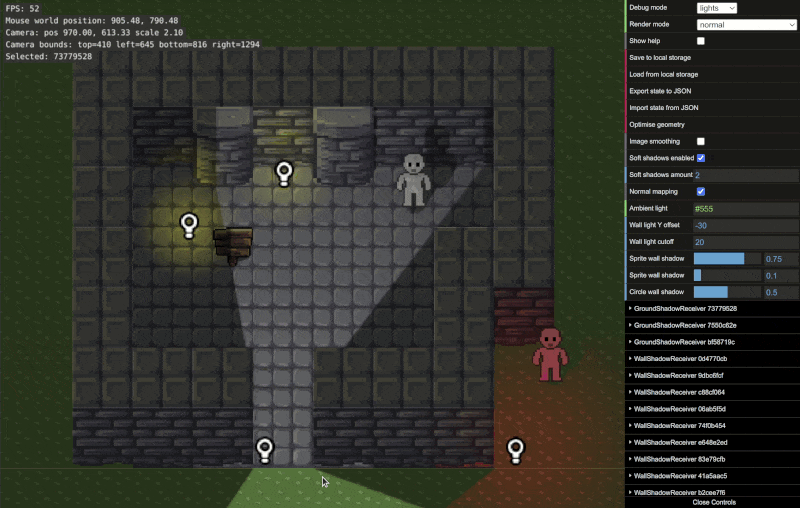 FPS: 52
Mouse world position: 905.48, 790.48
Camera: pos 970.00, 613.33 scale 2.10
Camera bounds: top=410 left=645 bottom=816 right=1294
Selected: 73779528
Debug mode lights
Render mode normal
Show help
Save to local storage
Load from local storage
Export state to JSON
Import state from JSON
Optimise geometry
Image smoothing
Soft shadows enabled
Soft shadows amount 2
Normal mapping
Ambient light #555
Wall light Y offset -30
Wall light cutoff 20
Sprite wall shadow 0.75
Sprite wall shadow 0.1
Circle wall shadow 0.5
GroundShadowReceiver 73779528
GroundShadowReceiver 7550c62e
GroundShadowReceiver bf58719c
WallShadowReceiver 0d4770cb
WallShadowReceiver 9dbc6fcf
WallShadowReceiver c88cf064
WallShadowReceiver 06ab5f5d
WallShadowReceiver 74f0b454
WallShadowReceiver e648e2ed
WallShadowReceiver 83e79cfb
WallShadowReceiver 41a5aac5
WallShadowReceiver b2cee7f6
Close Controls